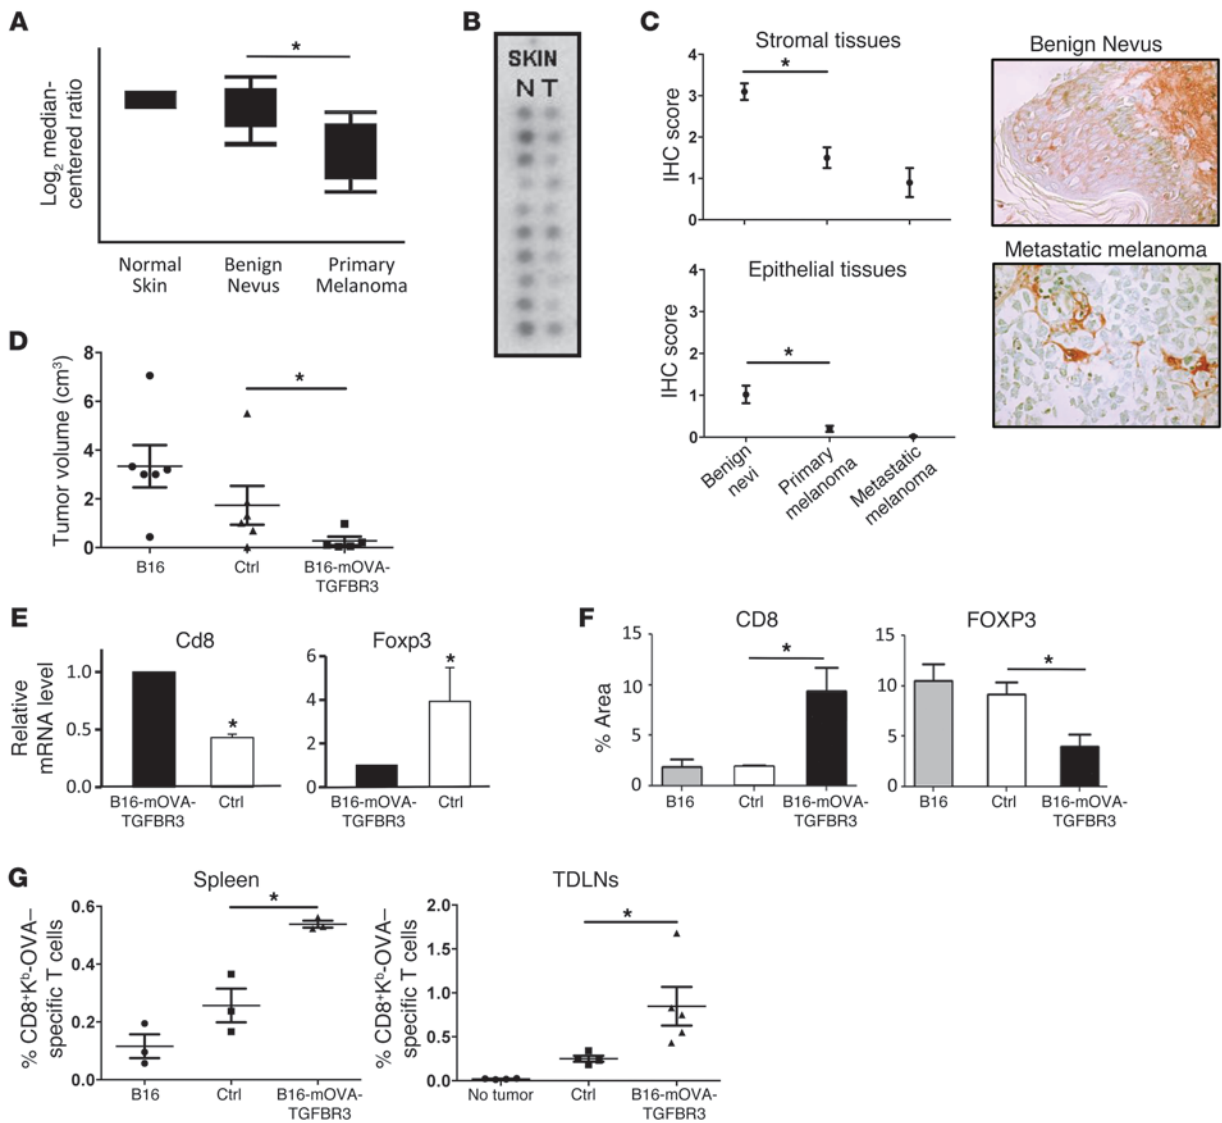 A
Log2 median-
centered ratio
*
Normal
Skin
Benign
Nevus
Primary
Melanoma
B
SKIN
N T
C
Stromal tissues
IHC score
4
3
2
1
0
*
Epithelial tissues
IHC score
4
3
2
1
0
*
Benign
nevi
Primary
melanoma
Metastatic
melanoma
Benign Nevus
Metastatic melanoma
D
Tumor volume (cm³)
8
6
4
2
0
*
B16
Ctrl
B16-mOVA-
TGFBR3
E
Cd8
Relative
mRNA level
1.0
0.5
0.0
*
B16-mOVA-
TGFBR3
Ctrl
Foxp3
6
4
2
0
*
B16-mOVA-
TGFBR3
Ctrl
F
CD8
% Area
15
10
5
0
*
B16
Ctrl
B16-mOVA-
TGFBR3
FOXP3
15
10
5
0
*
B16
Ctrl
B16-mOVA-
TGFBR3
G
Spleen
% CD8⁺Kᵇ-OVA–
specific T cells
0.6
0.4
0.2
0.0
*
B16
Ctrl
B16-mOVA-
TGFBR3
TDLNs
% CD8⁺Kᵇ-OVA–
specific T cells
2.0
1.5
1.0
0.5
0.0
*
No tumor
Ctrl
B16-mOVA-
TGFBR3